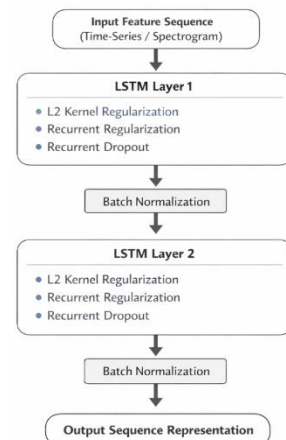 Input Feature Sequence
(Time-Series / Spectrogram)
LSTM Layer 1
• L2 Kernel Regularization
• Recurrent Regularization
• Recurrent Dropout
Batch Normalization
LSTM Layer 2
• L2 Kernel Regularization
• Recurrent Regularization
• Recurrent Dropout
Batch Normalization
Output Sequence Representation